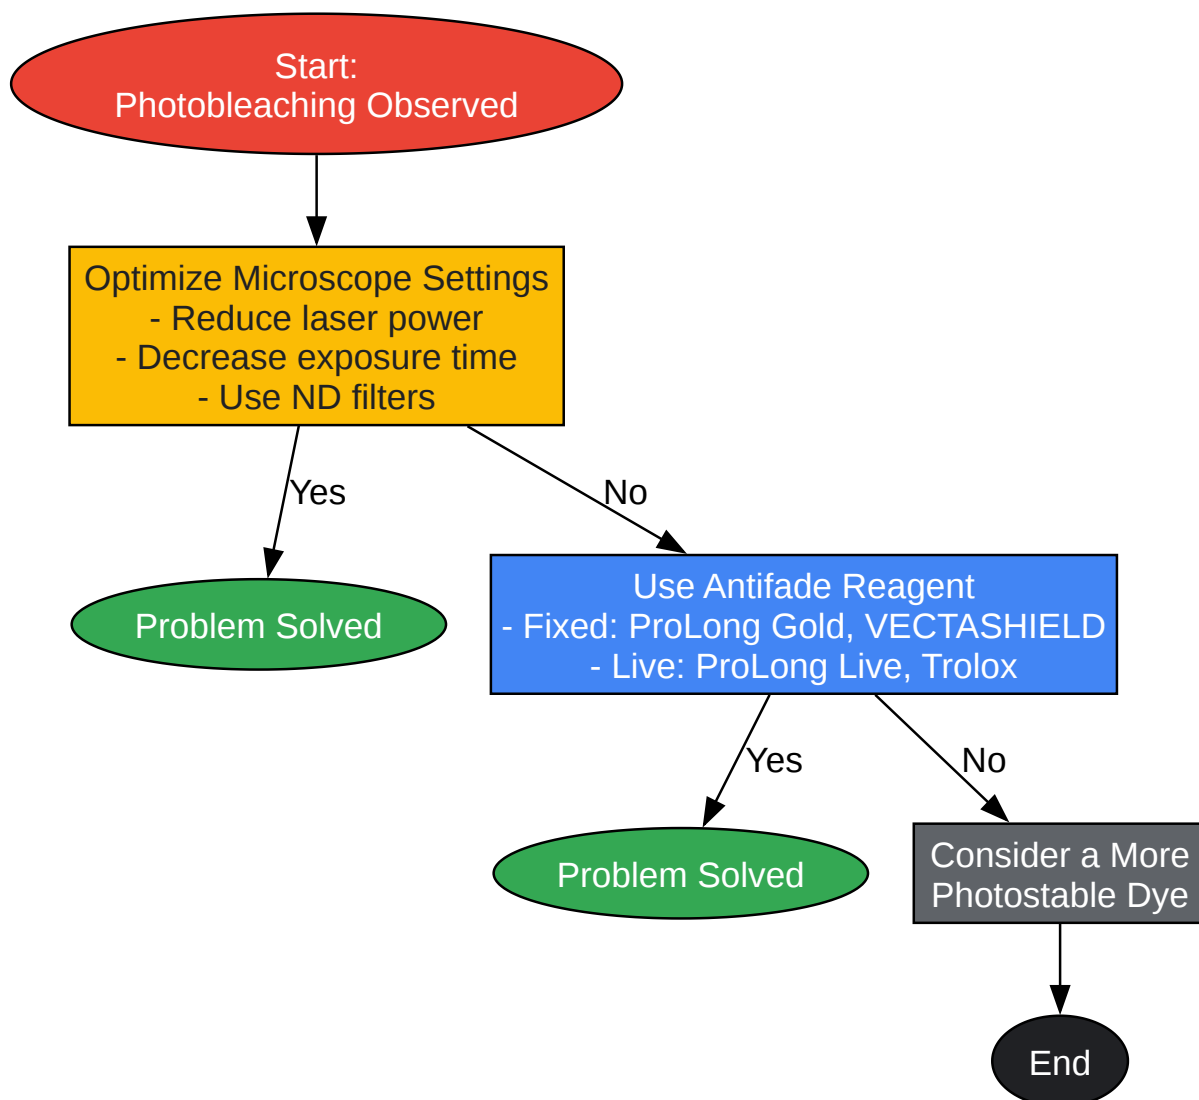 Start:
Photobleaching Observed
Optimize Microscope Settings
- Reduce laser power
- Decrease exposure time
- Use ND filters
Yes
No
Problem Solved
Use Antifade Reagent
- Fixed: ProLong Gold, VECTASHIELD
- Live: ProLong Live, Trolox
Yes
No
Problem Solved
Consider a More
Photostable Dye
End